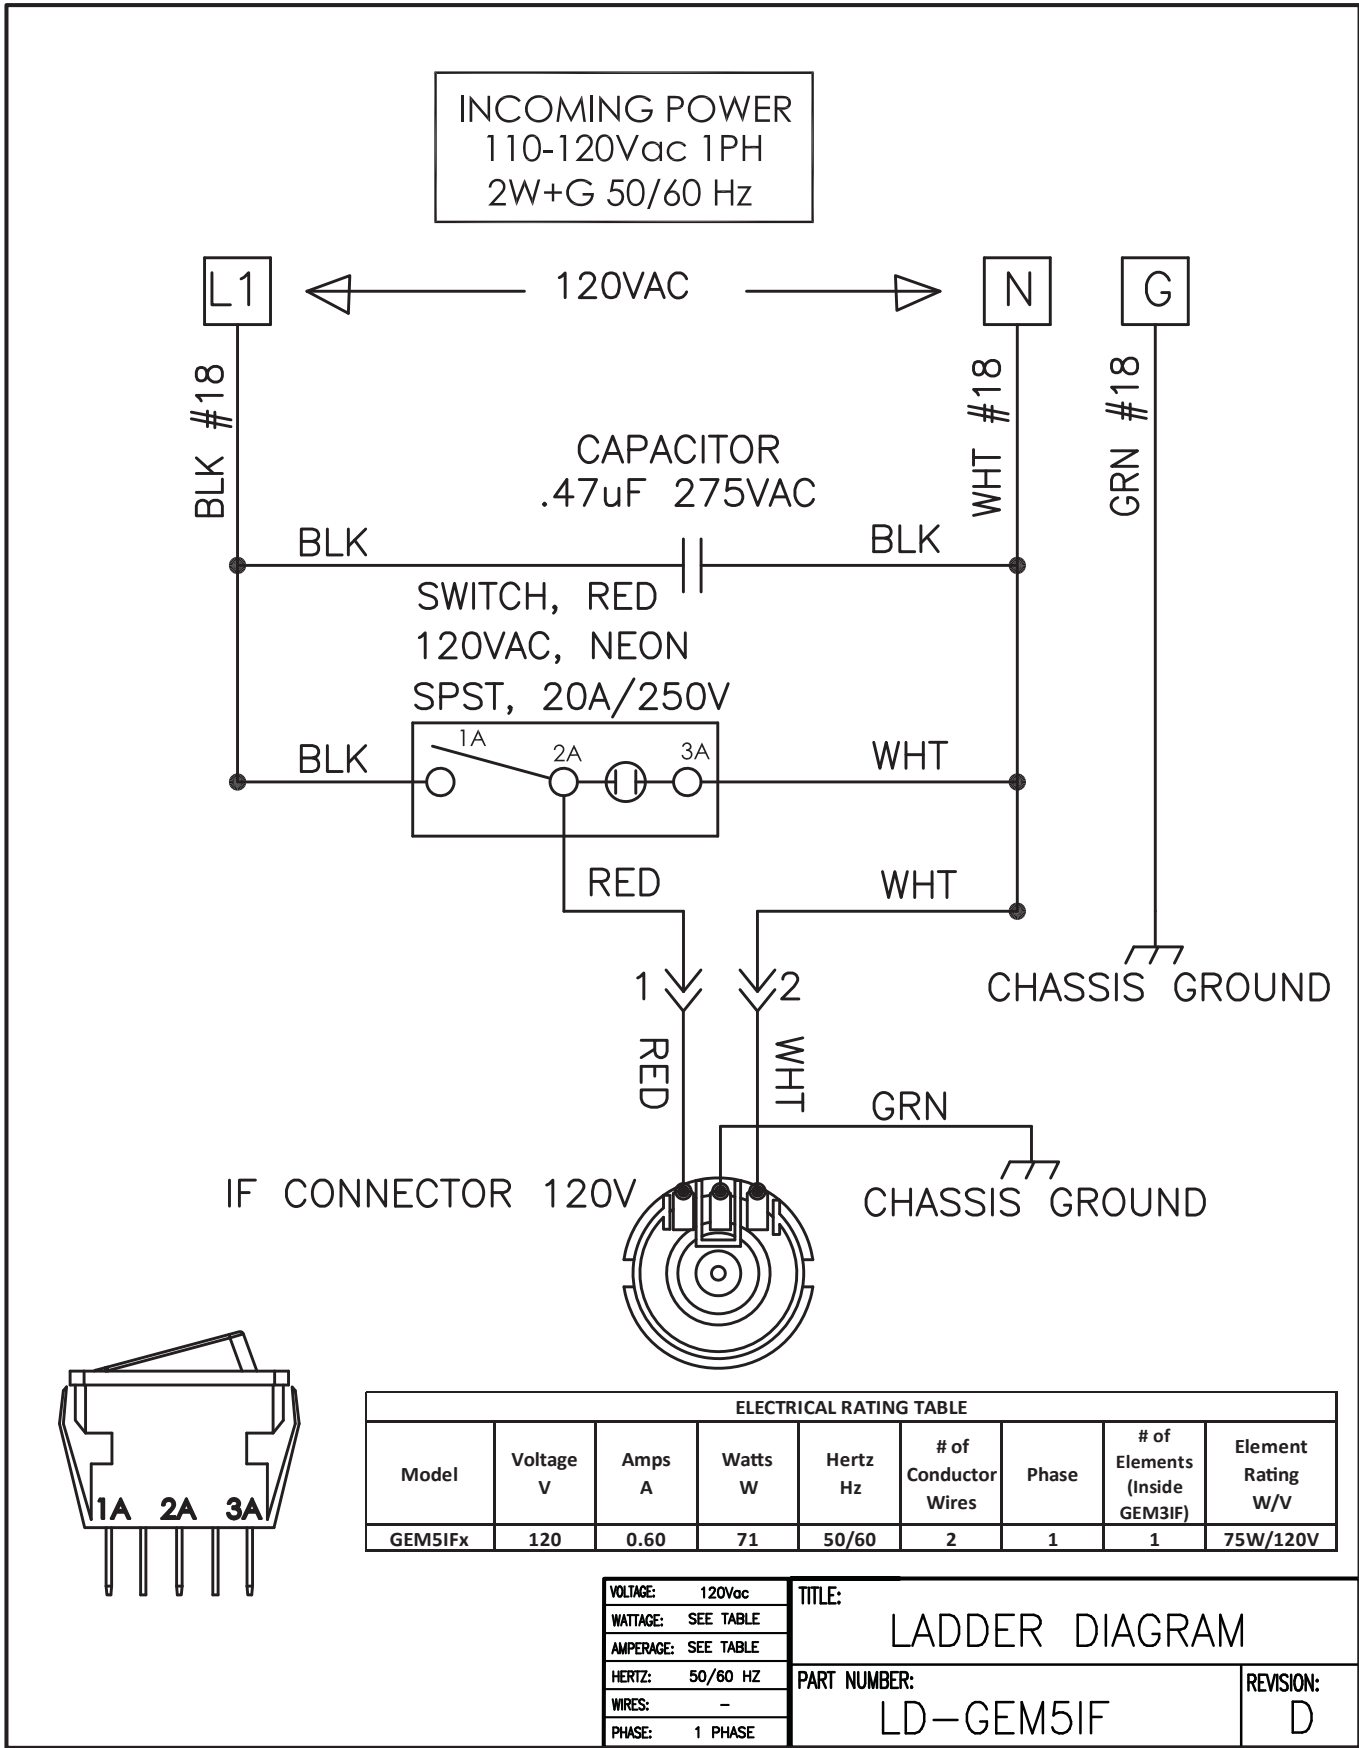 INCOMING POWER
110-120Vac 1PH
2W+G 50/60 Hz
L1
120VAC
N
G
BLK #18
WHT #18
GRN #18
CAPACITOR
.47uF 275VAC
BLK
BLK
SWITCH, RED
120VAC, NEON
SPST, 20A/250V
BLK
1A
2A
3A
WHT
RED
WHT
1
2
CHASSIS GROUND
RED
WHT
GRN
IF CONNECTOR 120V
CHASSIS GROUND
1A 2A 3A
ELECTRICAL RATING TABLE
Model
Voltage
V
Amps
A
Watts
W
Hertz
Hz
# of
Conductor
Wires
Phase
# of
Elements
(Inside
GEM3IF)
Element
Rating
W/V
GEM5IFx 120 0.60 71 50/60 2 1 1 75W/120V
VOLTAGE: 120Vac
WATTAGE: SEE TABLE
AMPERAGE: SEE TABLE
HERTZ: 50/60 HZ
WIRES: -
PHASE: 1 PHASE
TITLE:
LADDER DIAGRAM
PART NUMBER:
LD-GEM5IF
REVISION:
D